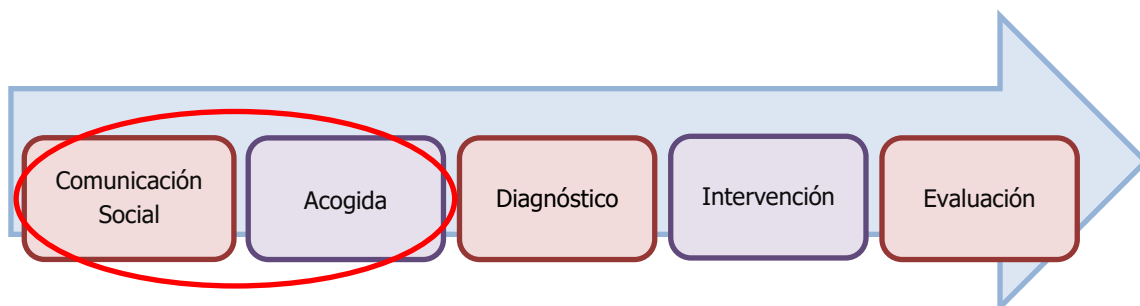 Comunicación
Social
Acogida
Diagnóstico
Intervención
Evaluación